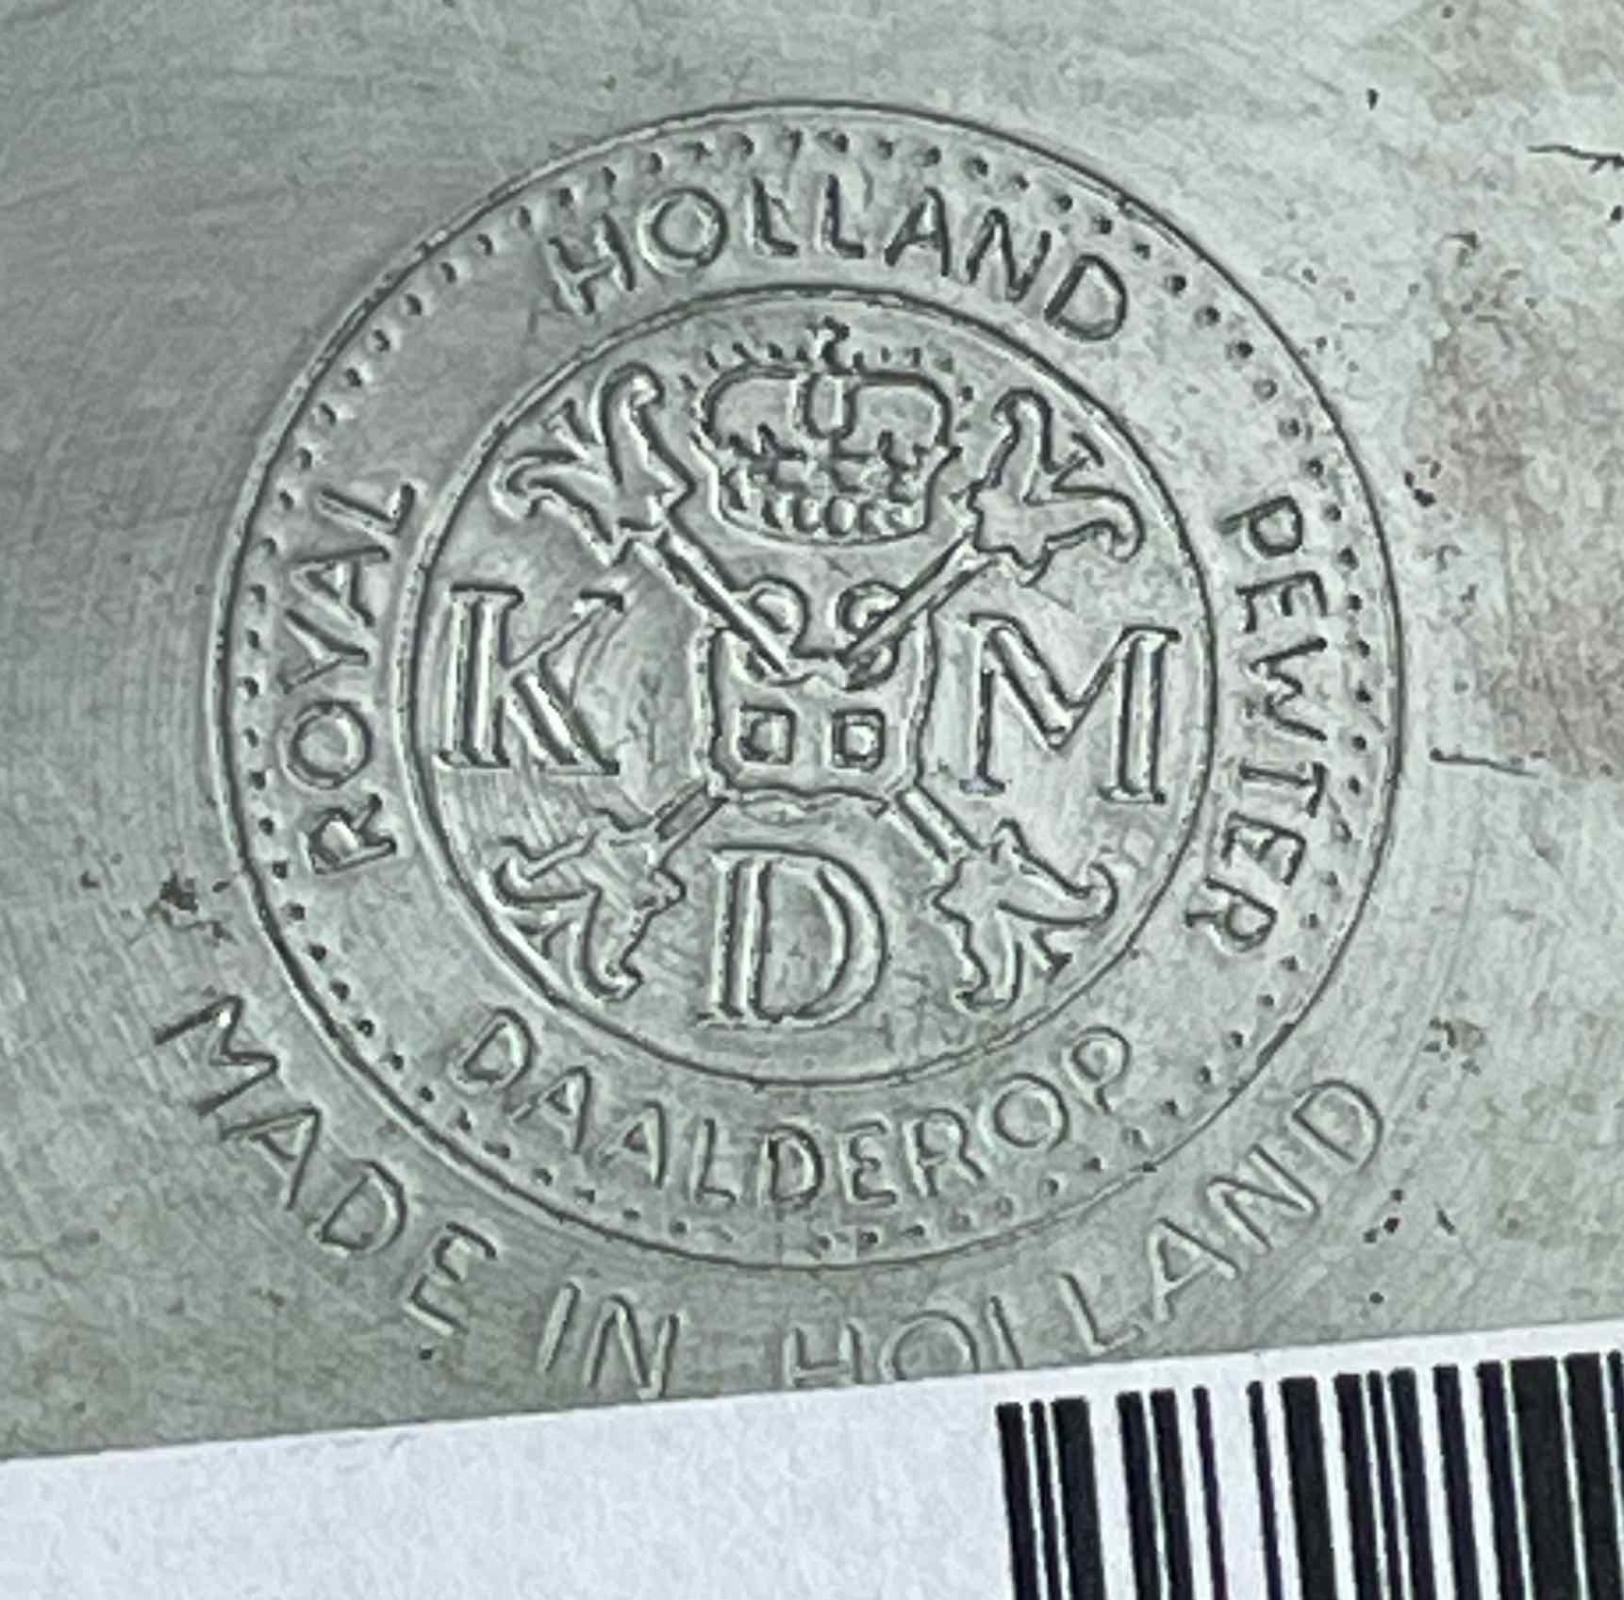 ROYAL HOLLAND PEWTER
DAALDEROP
K M
D
MADE IN HOLLAND